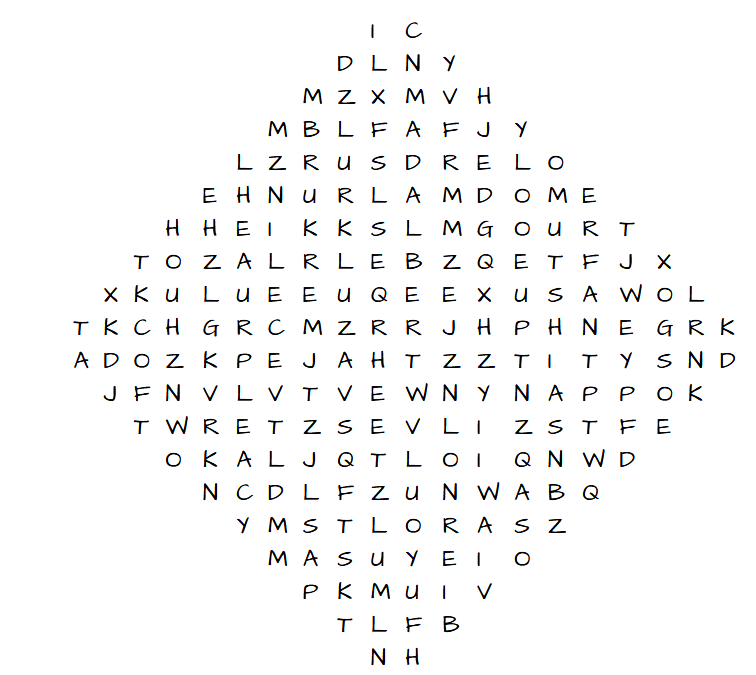 I C
D L N Y
M Z X M V H
M B L F A F J Y
L Z R U S D R E L O
E H N U R L A M D O M E
H H E I K K S L M G O U R T
T O Z A L R L E B Z Q E T F J X
X K U L U E E U Q E E X U S A W O L
T K C H G R C M Z R R J H P H N E G R K
A D O Z K P E J A H T Z Z T I T Y S N D
J F N V L V T V E W N Y N A P P O K
T W R E T Z S E V L I Z S T F E
O K A L J Q T L O I Q N W D
N C D L F Z U N W A B Q
Y M S T L O R A S Z
M A S U Y E I O
P K M U I V
T L F B
N H